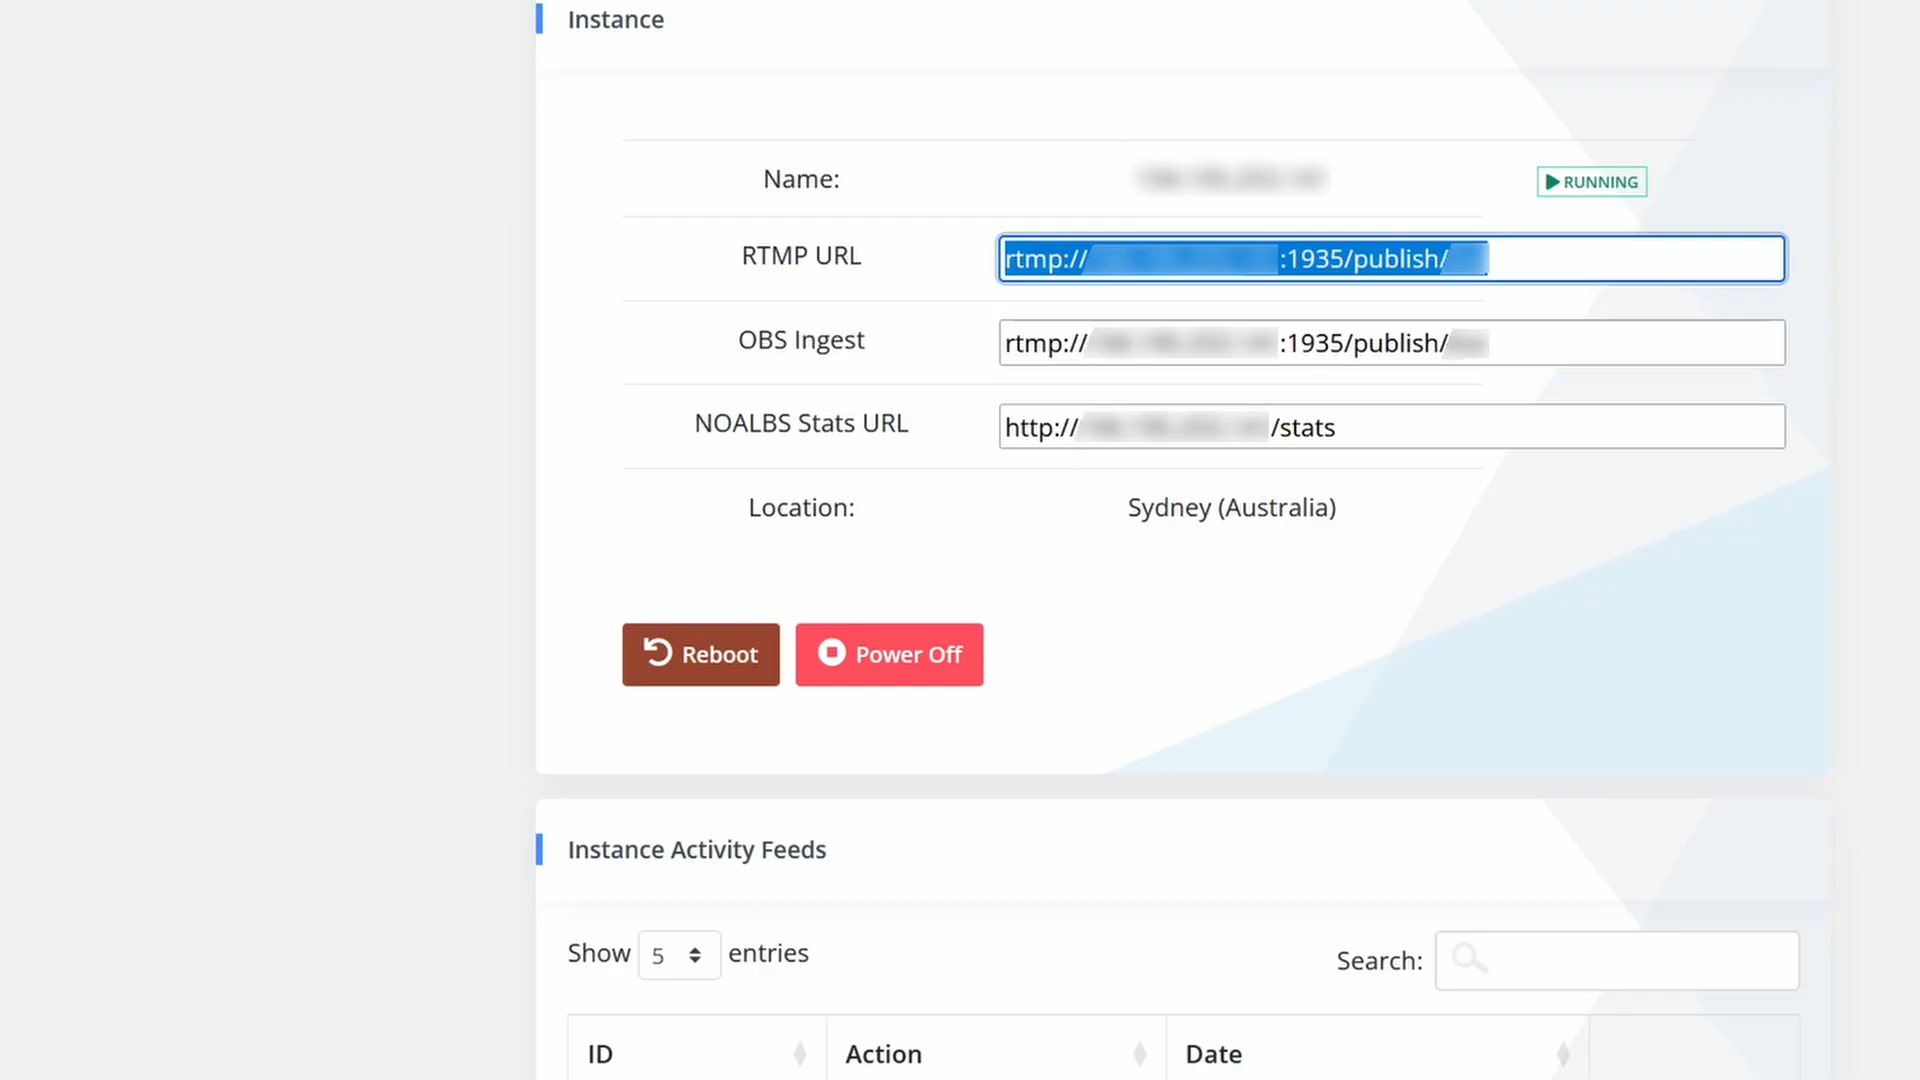 Instance
Name:
RUNNING
RTMP URL
rtmp:// :1935/publish/
OBS Ingest
rtmp:// :1935/publish/
NOALBS Stats URL
http:// /stats
Location:
Sydney (Australia)
Reboot
Power Off
Instance Activity Feeds
Show 5 entries
Search:
ID
Action
Date